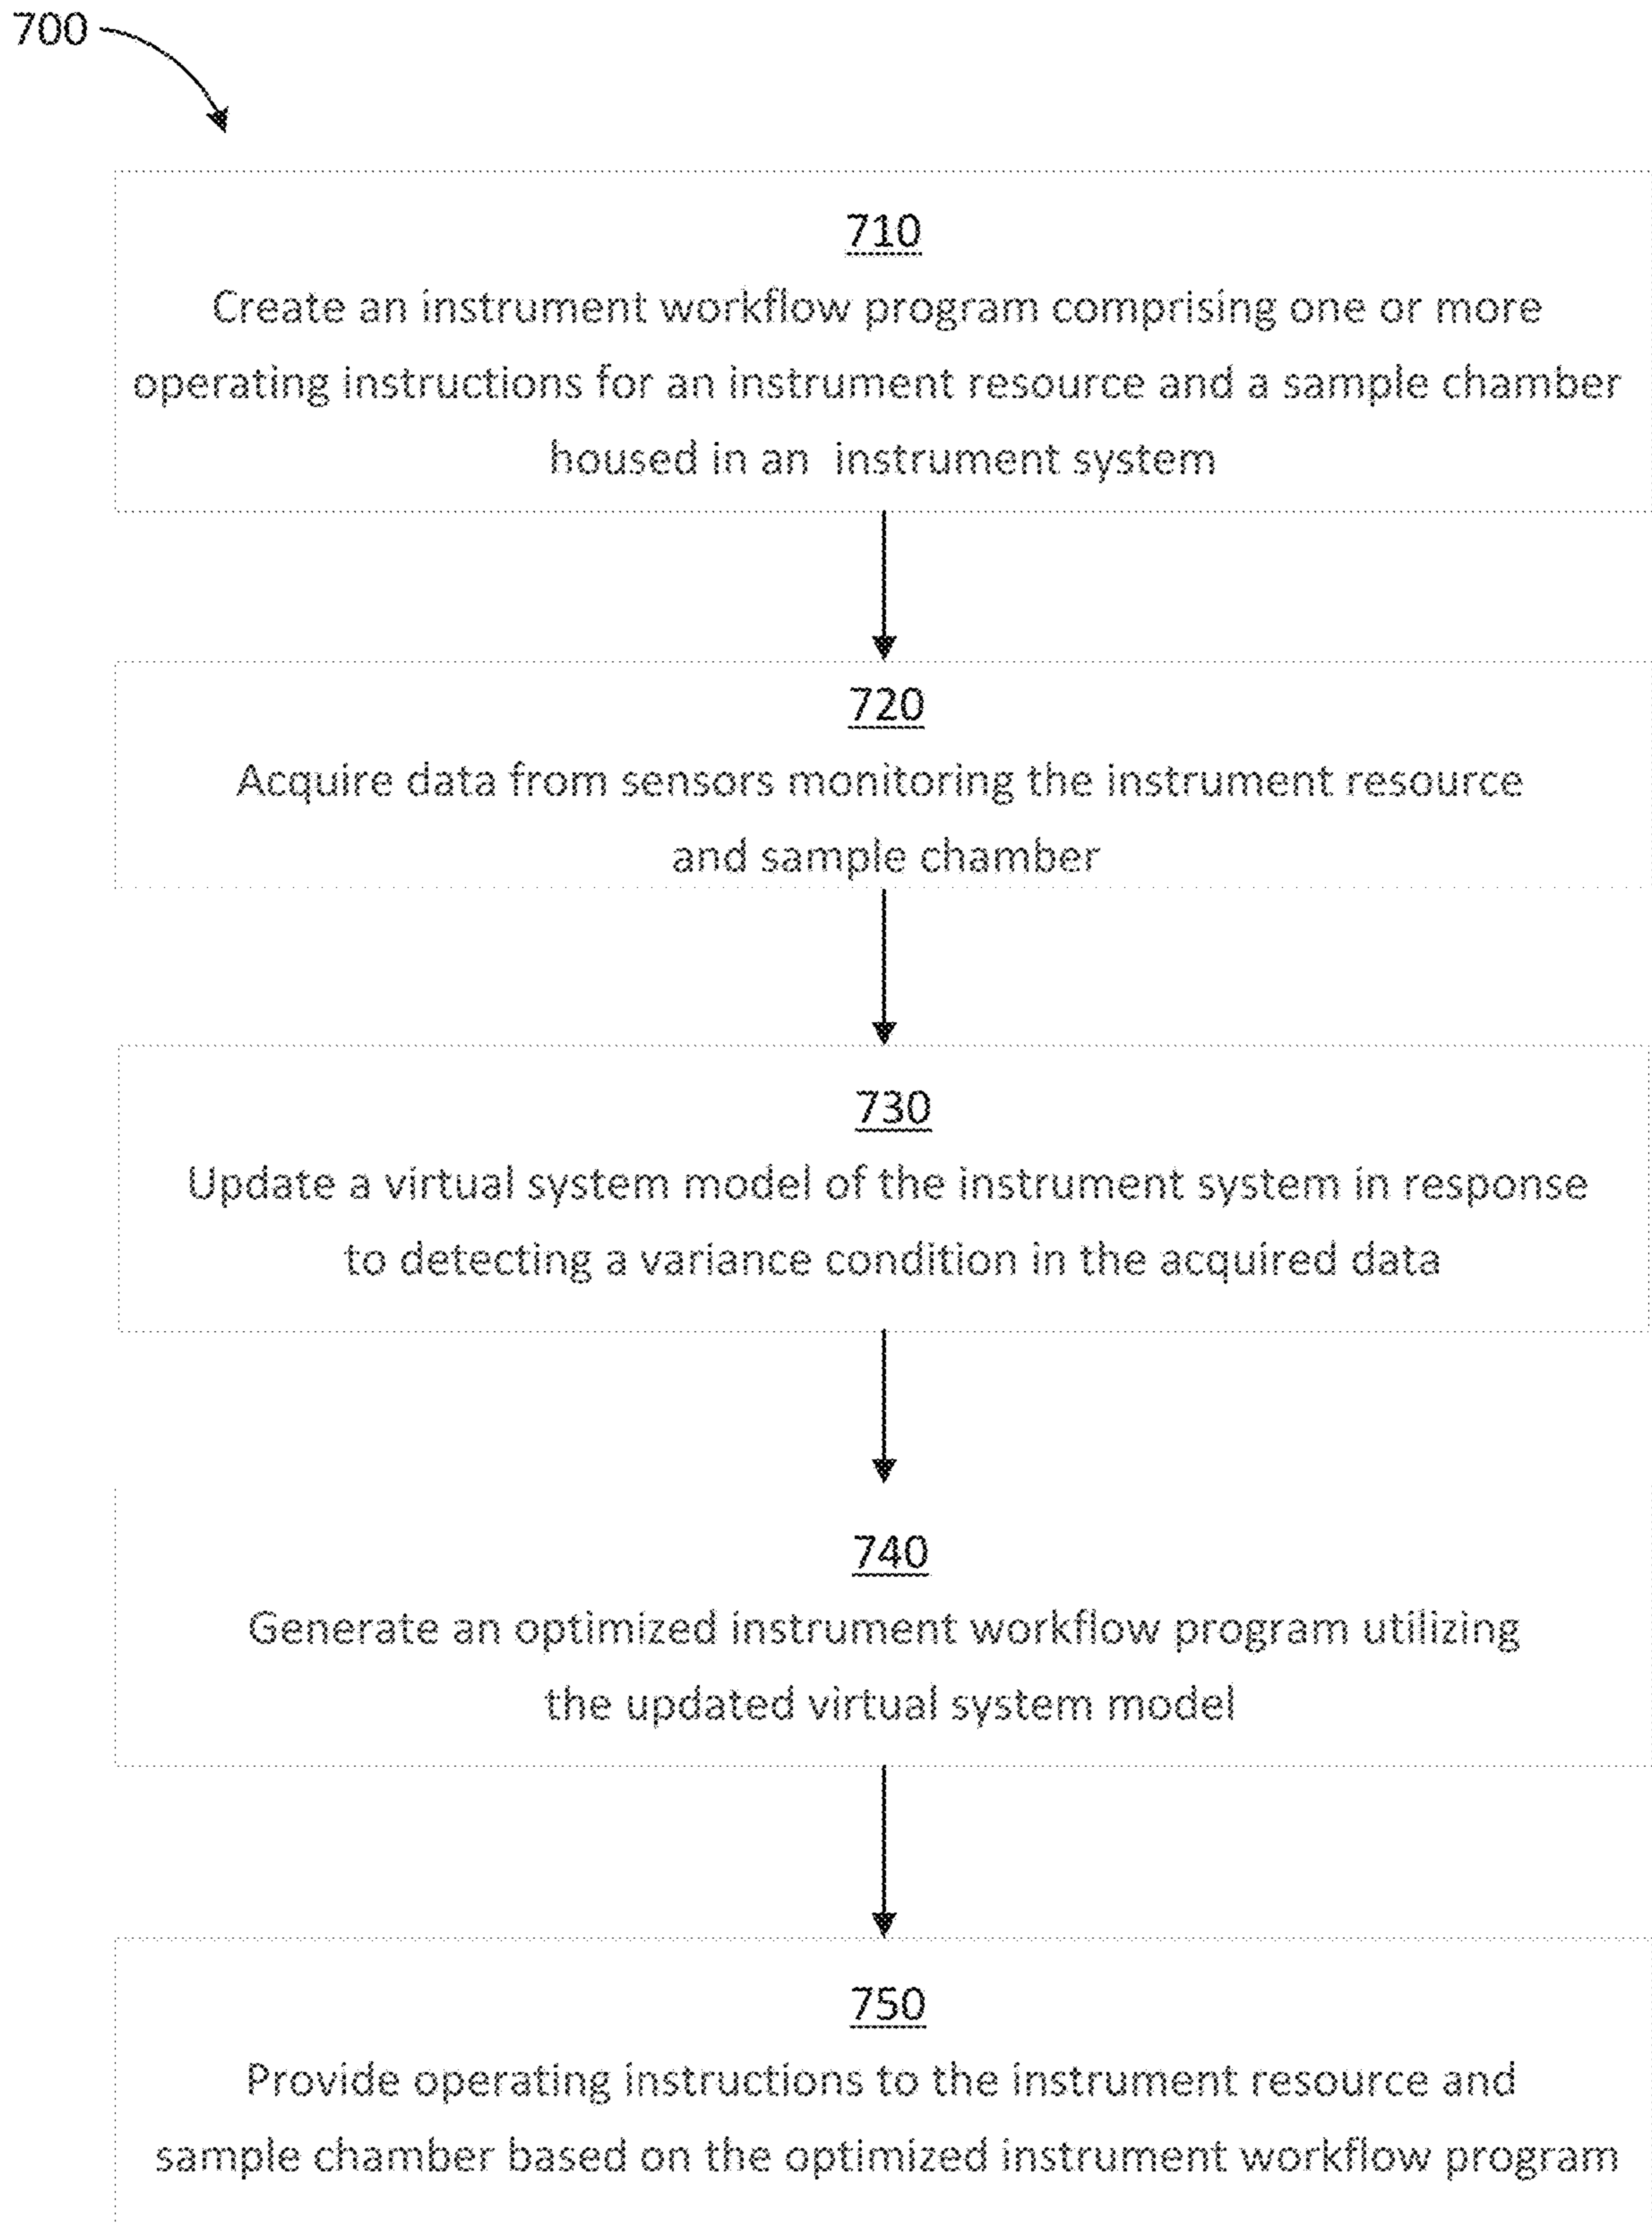 700
710
Create an instrument workflow program comprising one or more
operating instructions for an instrument resource and a sample chamber
housed in an instrument system
720
Acquire data from sensors monitoring the instrument resource
and sample chamber
730
Update a virtual system model of the instrument system in response
to detecting a variance condition in the acquired data
740
Generate an optimized instrument workflow program utilizing
the updated virtual system model
750
Provide operating instructions to the instrument resource and
sample chamber based on the optimized instrument workflow program